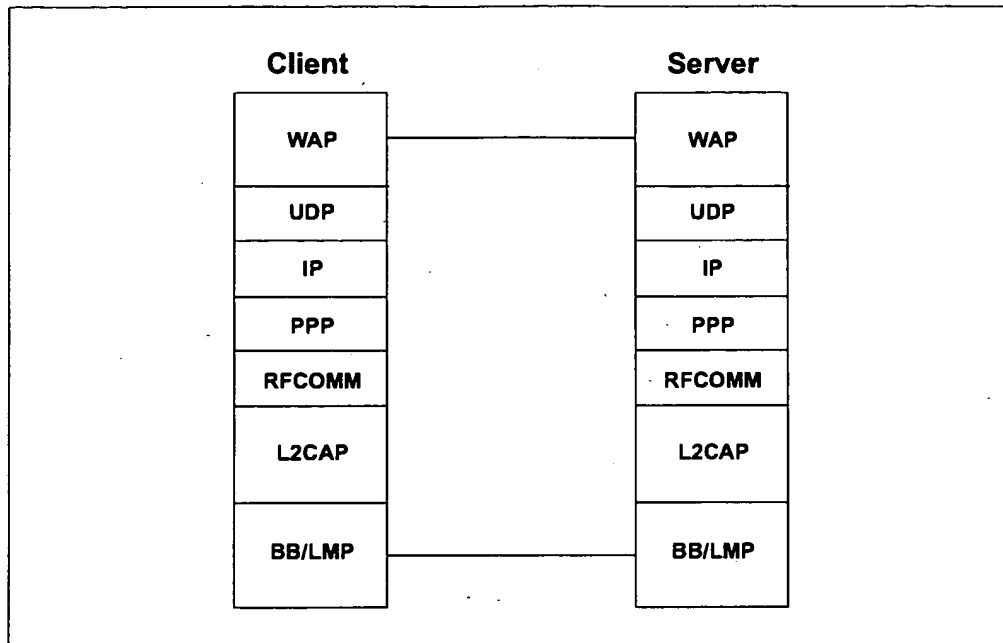 Client
Server
WAP
WAP
UDP
UDP
IP
IP
PPP
PPP
RFCOMM
RFCOMM
L2CAP
L2CAP
BB/LMP
BB/LMP